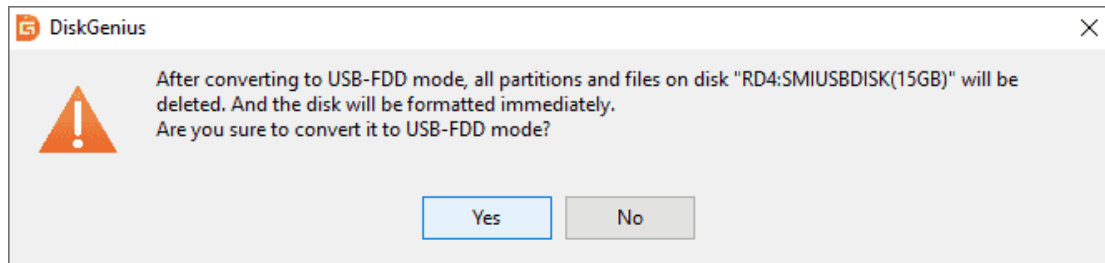 DiskGenius
After converting to USB-FDD mode, all partitions and files on disk "RD4:SMIUSBDISK(15GB)" will be
deleted. And the disk will be formatted immediately.
Are you sure to convert it to USB-FDD mode?
Yes
No